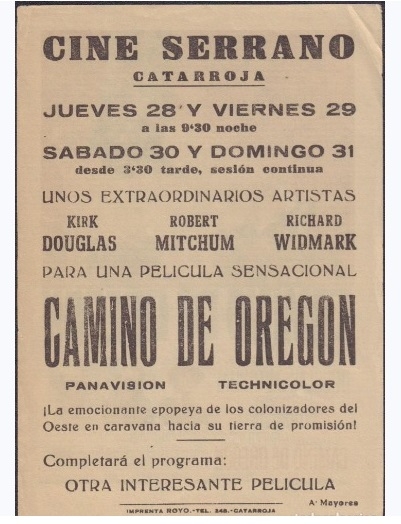 CINE SERRANO
CATARROJA
JUEVES 28 Y VIERNES 29
a las 9'30 noche
SABADO 30 Y DOMINGO 31
desde 3'30 tarde, sesión continua
UNOS EXTRAORDINARIOS ARTISTAS
KIRK ROBERT RICHARD
DOUGLAS MITCHUM WIDMARK
PARA UNA PELICULA SENSACIONAL
CAMINO DE OREGON
PANAVISION TECHNICOLOR
¡La emocionante epopeya de los colonizadores del
Oeste en caravana hacia su tierra de promisión!
Completará el programa:
OTRA INTERESANTE PELICULA
A. Mayores
IMPRENTA ROYO.-TEL. 248.-CATARROJA